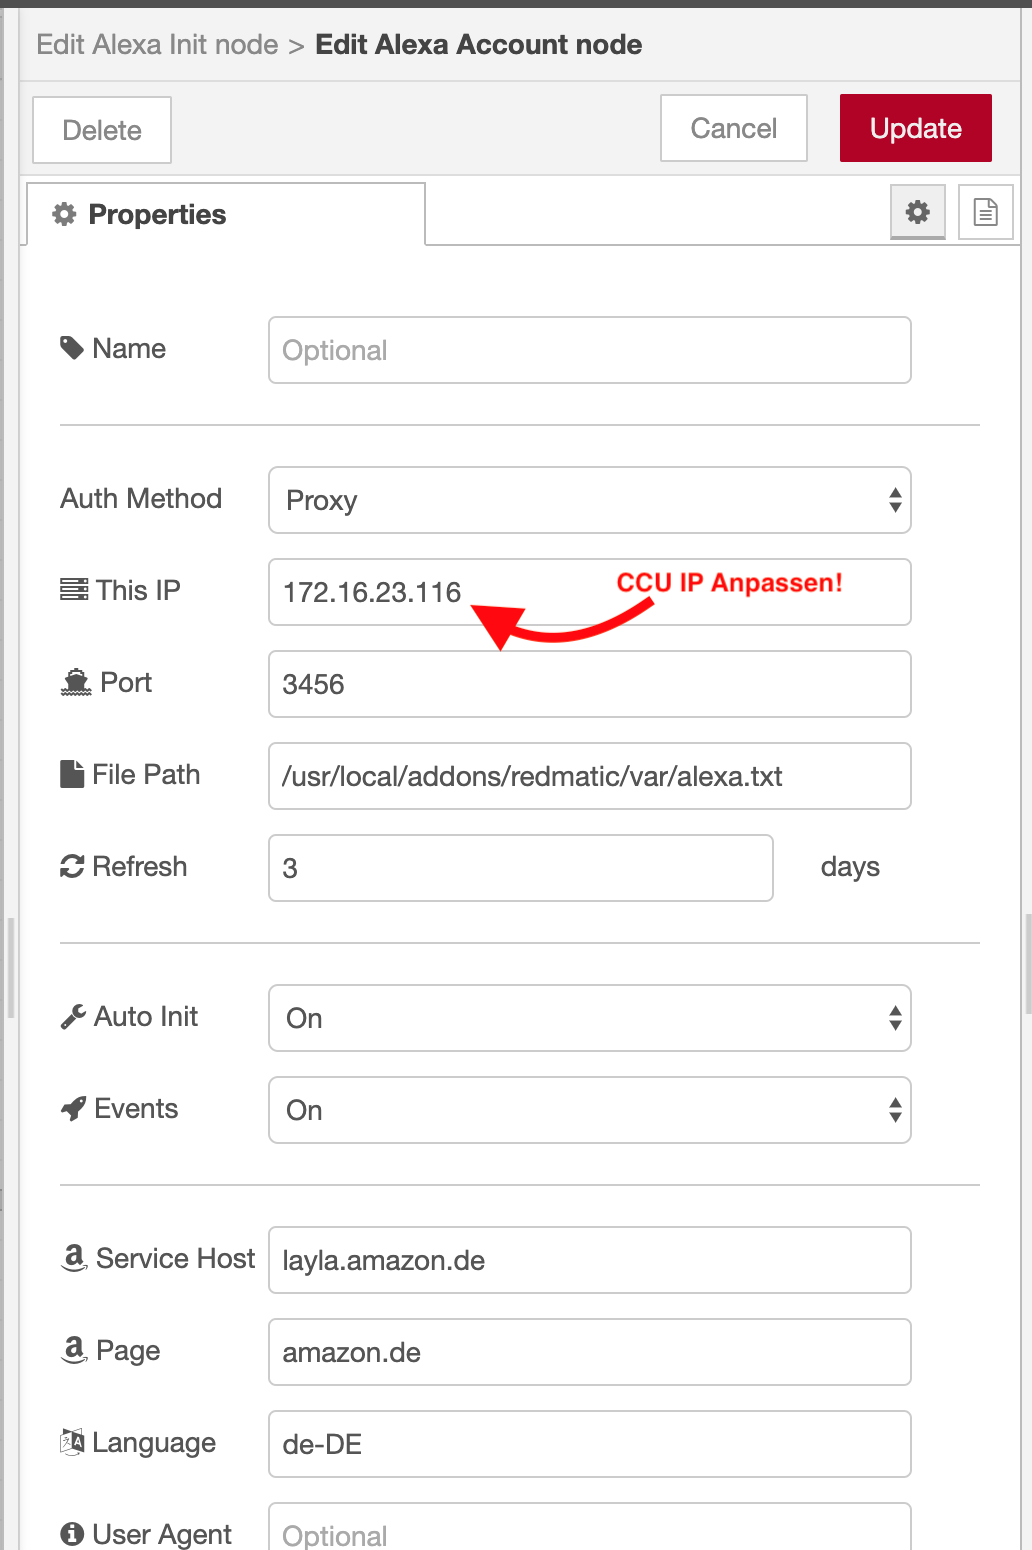 Edit Alexa Init node > Edit Alexa Account node
Delete
Cancel
Update
Properties
Name
Optional
Auth Method
Proxy
This IP
172.16.23.116
CCU IP Anpassen!
Port
3456
File Path
/usr/local/addons/redmatic/var/alexa.txt
Refresh
3
days
Auto Init
On
Events
On
Service Host
layla.amazon.de
Page
amazon.de
Language
de-DE
User Agent
Optional